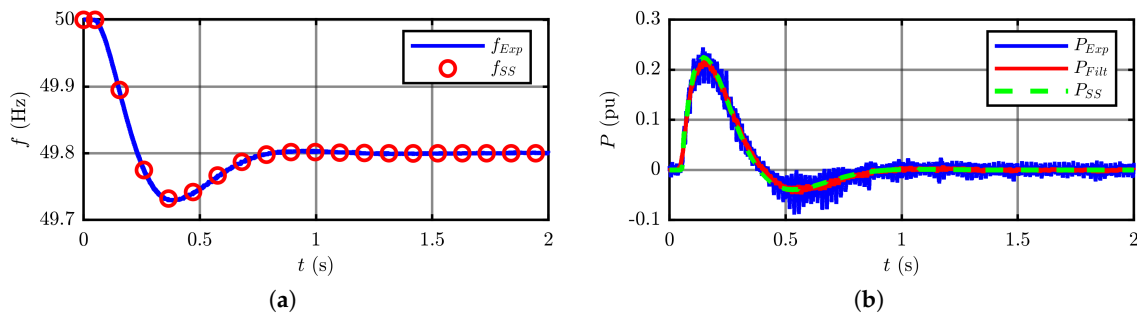 50
49.9
49.8
49.7
f (Hz)
0
0.5
1
1.5
2
t (s)
f_Exp
f_SS
(a)
0.3
0.2
0.1
0
-0.1
P (pu)
0
0.5
1
1.5
2
t (s)
P_Exp
P_Filt
P_SS
(b)